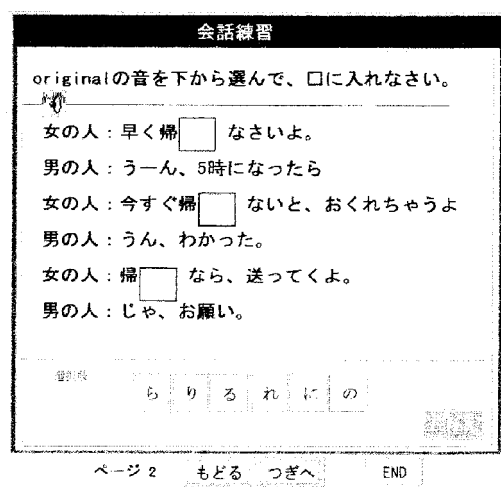 会話練習
originalの音を下から選んで、口に入れなさい。
女の人：早く帰□なさいよ。
男の人：うーん、5時になったら
女の人：今すぐ帰□ないと、おくれちゃうよ
男の人：うん、わかった。
女の人：帰□なら、送ってくよ。
男の人：じゃ、お願い。
らりるれにの
ページ 2 もどる つぎへ END